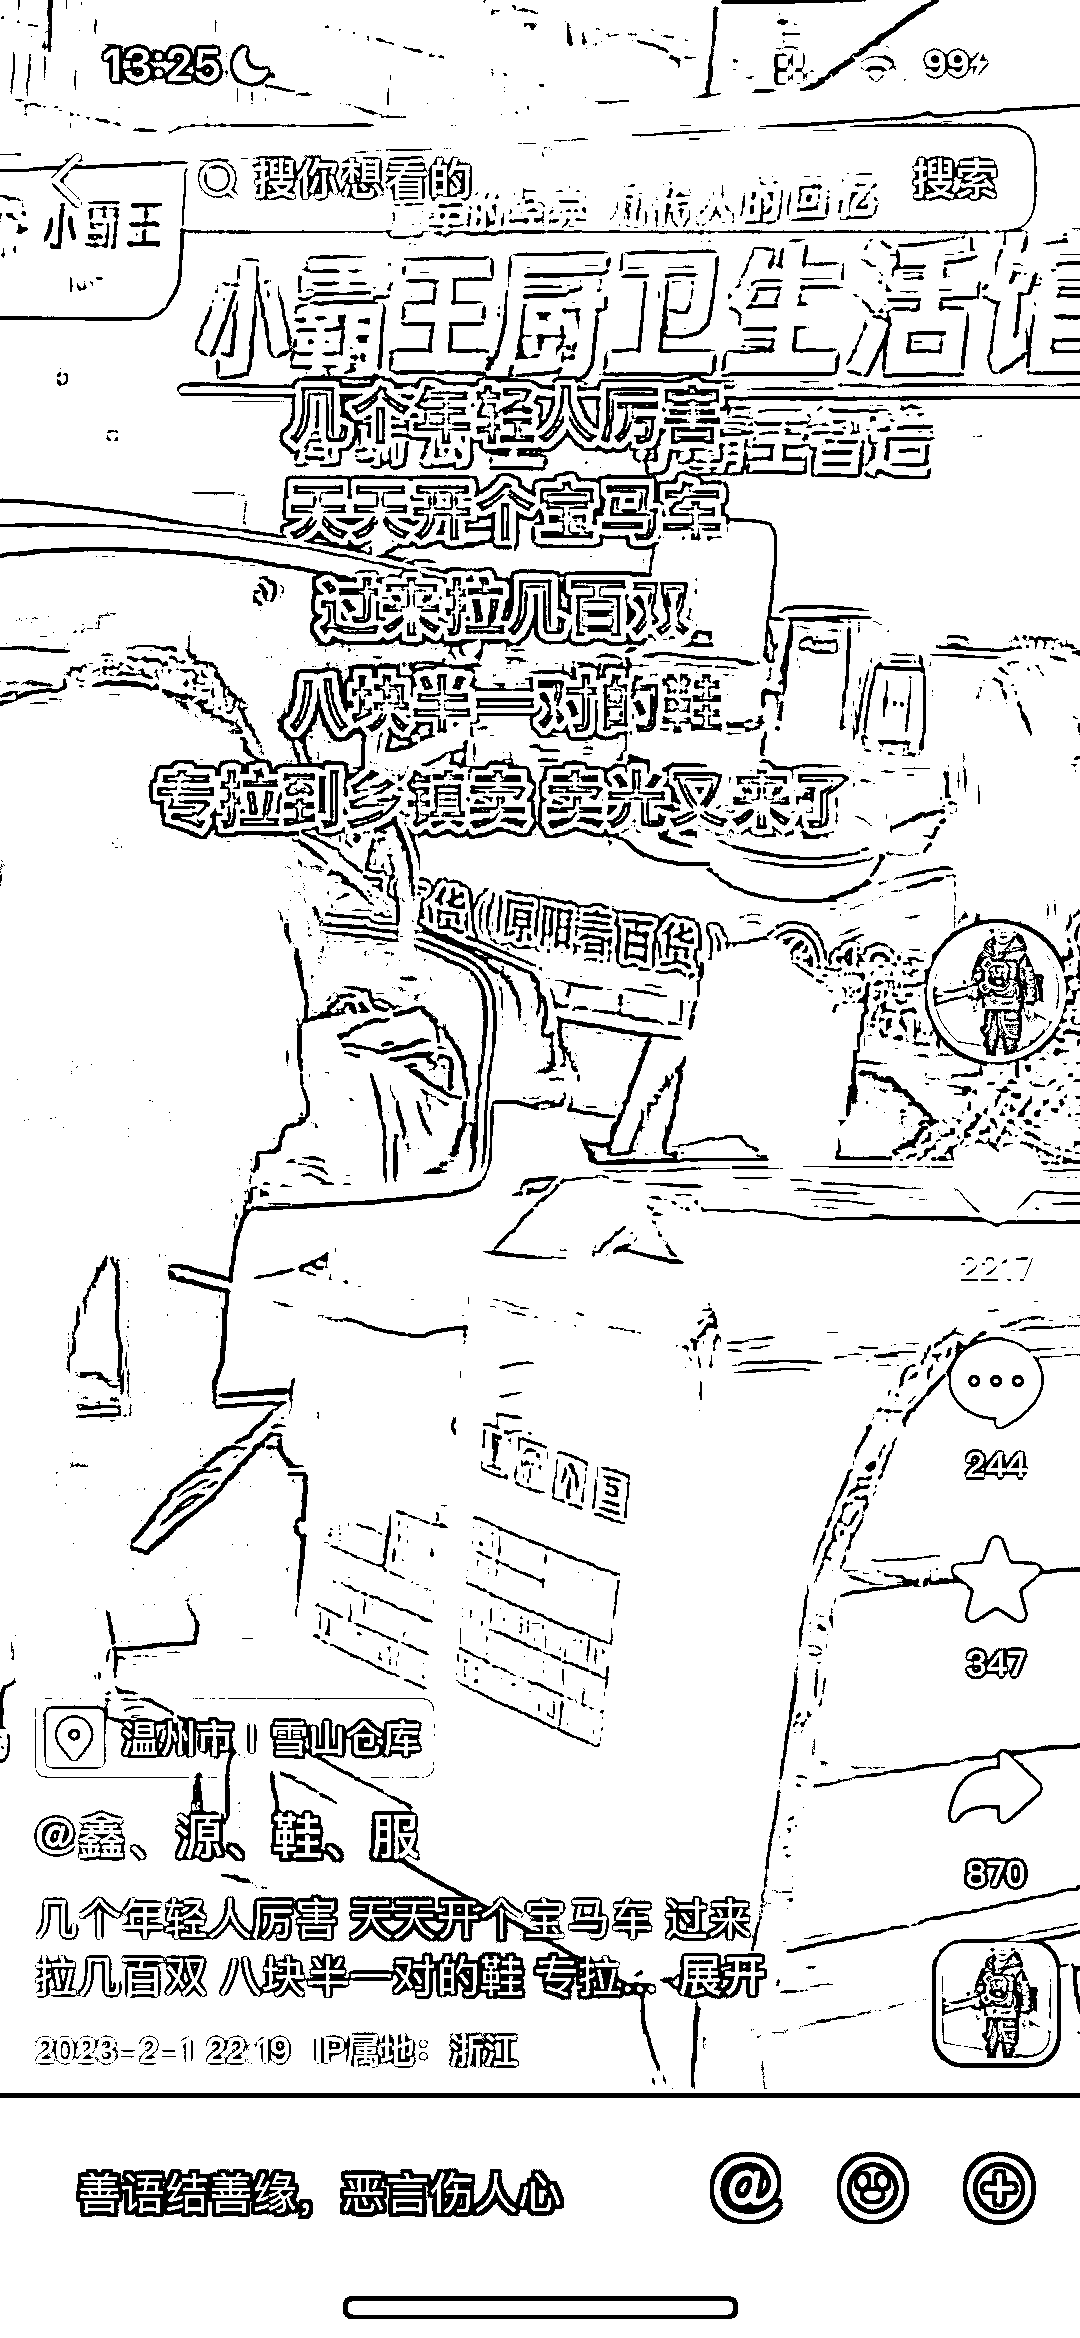 13:25
99
搜你想看的
搜索
小霸王
小霸王厨卫生活馆
几个年轻人厉害
天天开个宝马车
过来拉几百双
八块半一对的鞋
专拉到乡镇卖 卖光又来了
2217
244
347
温州市 | 雪山仓库
@鑫、源、鞋、服
870
几个年轻人厉害 天天开个宝马车 过来
拉几百双 八块半一对的鞋 专拉... 展开
2023-2-1 22:19 IP属地：浙江
善语结善缘，恶言伤人心